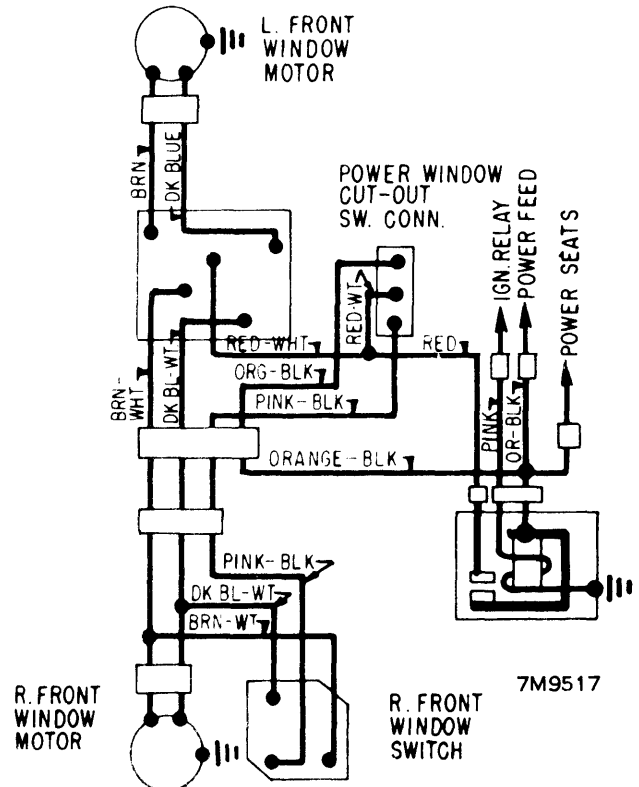 L. FRONT
WINDOW
MOTOR
BRN
DK BLUE
POWER WINDOW
CUT-OUT
SW. CONN.
IGN. RELAY
POWER FEED
POWER SEATS
RED-WT
RED-WHT
RED
ORG-BLK
PINK-BLK
BRN-
WHT
DK BL-WT
PINK
OR-BLK
ORANGE-BLK
PINK-BLK
DK BL-WT
BRN-WT
R. FRONT
WINDOW
MOTOR
R. FRONT
WINDOW
SWITCH
7M9517